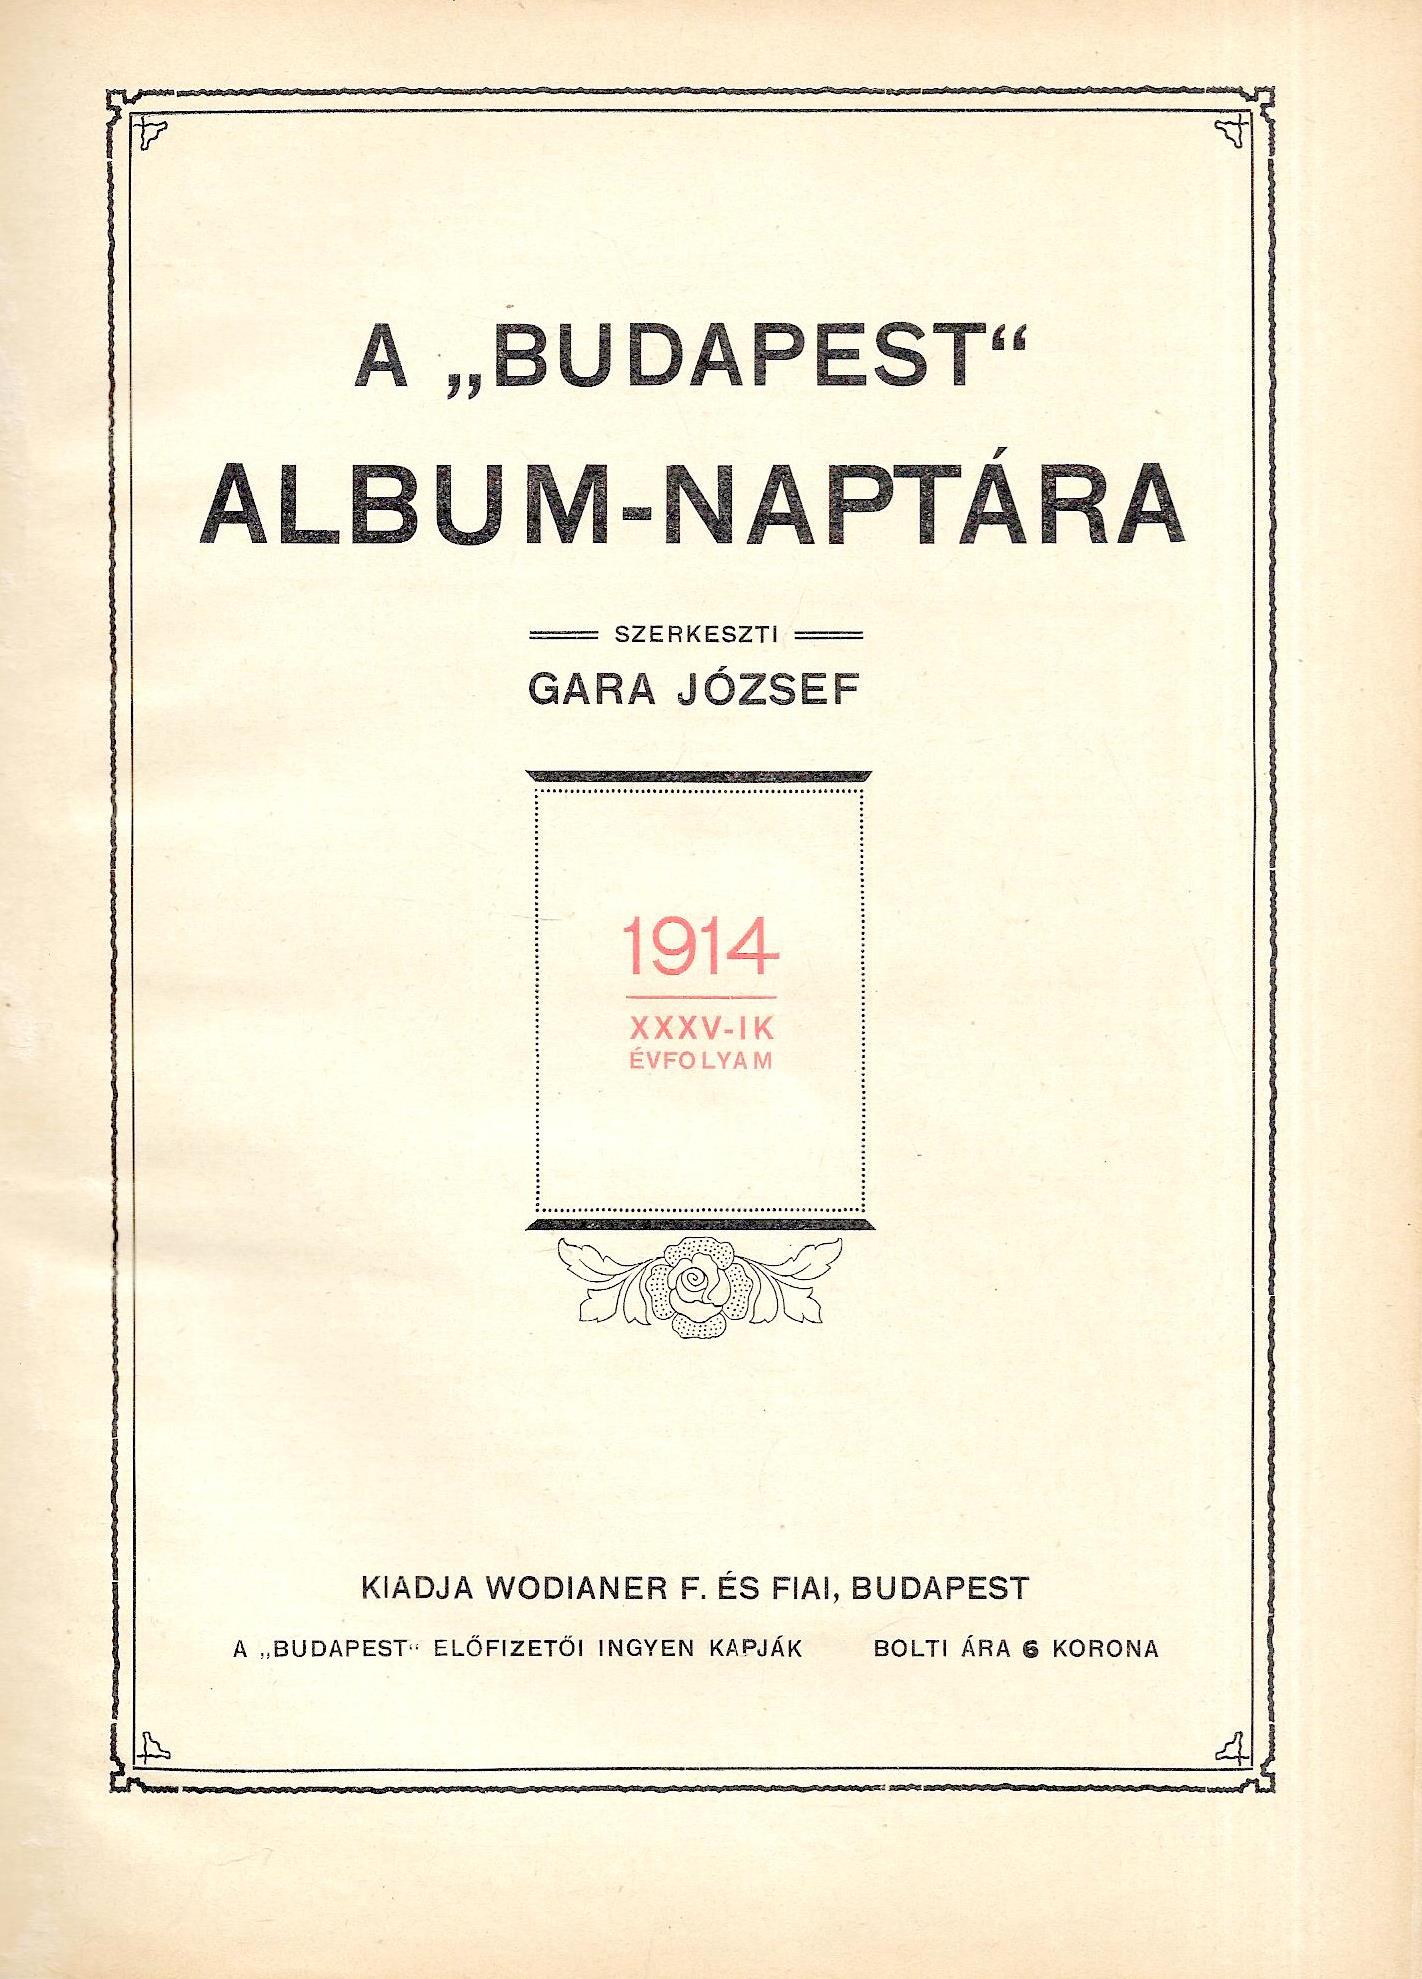 A „BUDAPEST“
ALBUM-NAPTÁRA
SZERKESZTI
GARA JÓZSEF
1914
XXXV-IK
ÉVFOLYAM
KIADJA WODIANER F. ÉS FIAI, BUDAPEST
A „BUDAPEST“ ELŐFIZETŐI INGYEN KAPJÁK BOLTI ÁRA 6 KORONA